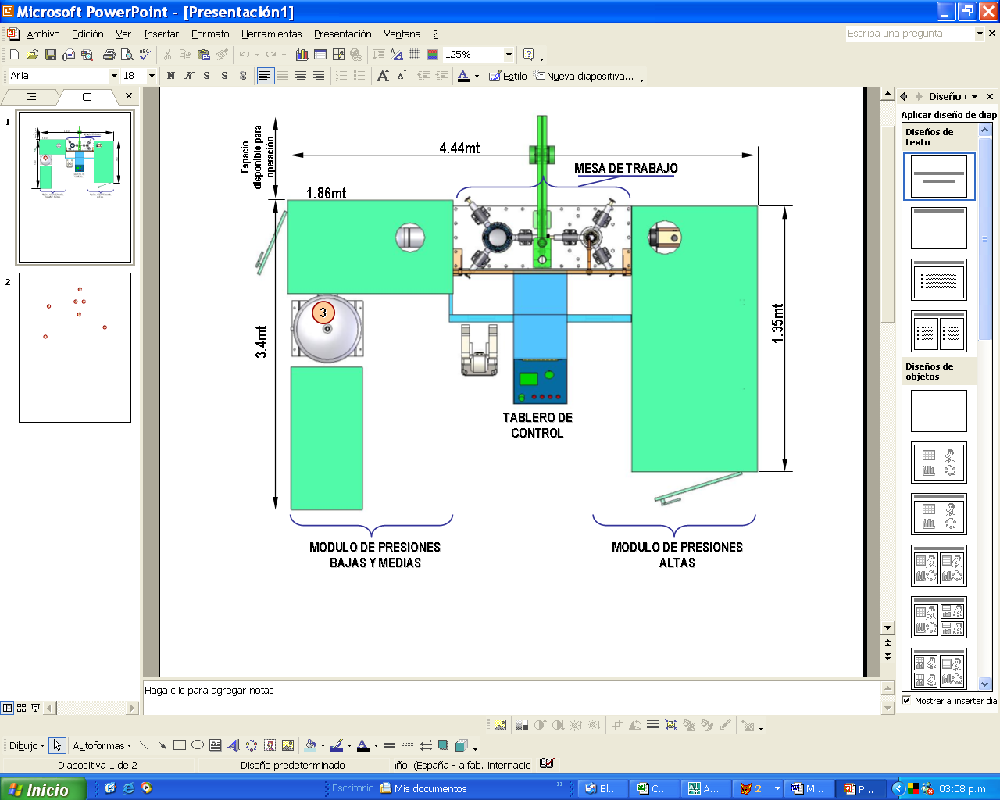 Microsoft PowerPoint - [Presentación1]
Archivo Edición Ver Insertar Formato Herramientas Presentación Ventana ?
Escriba una pregunta
125%
Arial 18 N K S S
Estilo Nueva diapositiva...
Diseño
Aplicar diseño de diap
1
2
Diseños de
texto
Diseños de
objetos
Mostrar al insertar dia
Espacio
disponible para
operación
4.44mt
MESA DE TRABAJO
1.86mt
3
3.4mt
1.35mt
TABLERO DE
CONTROL
MODULO DE PRESIONES
BAJAS Y MEDIAS
MODULO DE PRESIONES
ALTAS
Haga clic para agregar notas
Dibujo Autoformas
Diapositiva 1 de 2
Diseño predeterminado
ñol (España - alfab. internacio
Inicio
Escritorio
Mis documentos
»
El...
C...
A...
2
M...
P...
03:08 p.m.